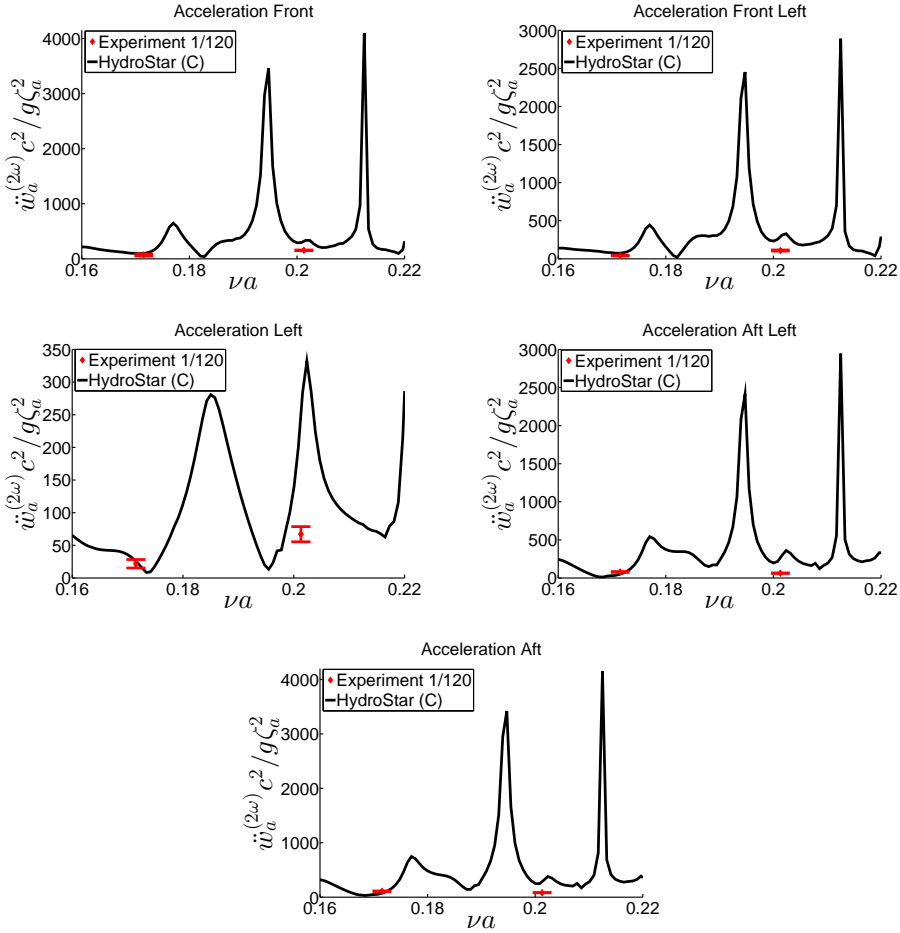 Acceleration Front
Experiment 1/120
HydroStar (C)
4000
3000
2000
1000
0
0.16
0.18
0.2
0.22
νa
ẅ_a^(2ω) c²/gζ_a²
Acceleration Front Left
Experiment 1/120
HydroStar (C)
3000
2500
2000
1500
1000
500
0
0.16
0.18
0.2
0.22
νa
ẅ_a^(2ω) c²/gζ_a²
Acceleration Left
Experiment 1/120
HydroStar (C)
350
300
250
200
150
100
50
0
0.16
0.18
0.2
0.22
νa
ẅ_a^(2ω) c²/gζ_a²
Acceleration Aft Left
Experiment 1/120
HydroStar (C)
3000
2500
2000
1500
1000
500
0
0.16
0.18
0.2
0.22
νa
ẅ_a^(2ω) c²/gζ_a²
Acceleration Aft
Experiment 1/120
HydroStar (C)
4000
3000
2000
1000
0
0.16
0.18
0.2
0.22
νa
ẅ_a^(2ω) c²/gζ_a²